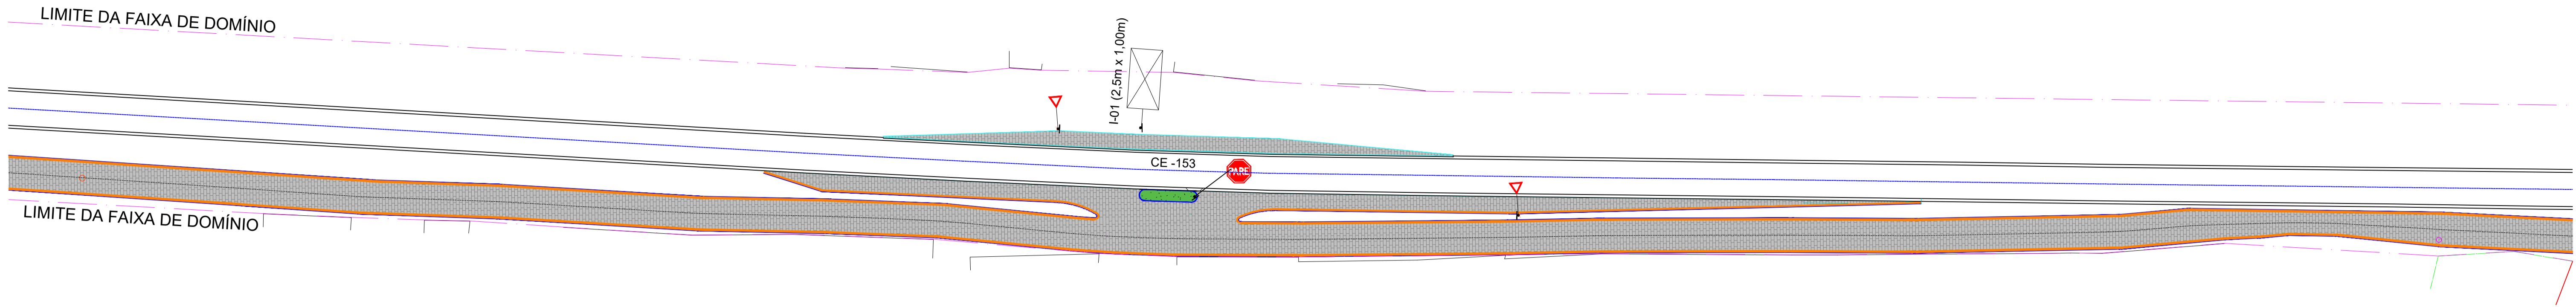 LIMITE DA FAIXA DE DOMÍNIO
I-01 (2,5m x 1,00m)
CE -153
PARE
LIMITE DA FAIXA DE DOMÍNIO